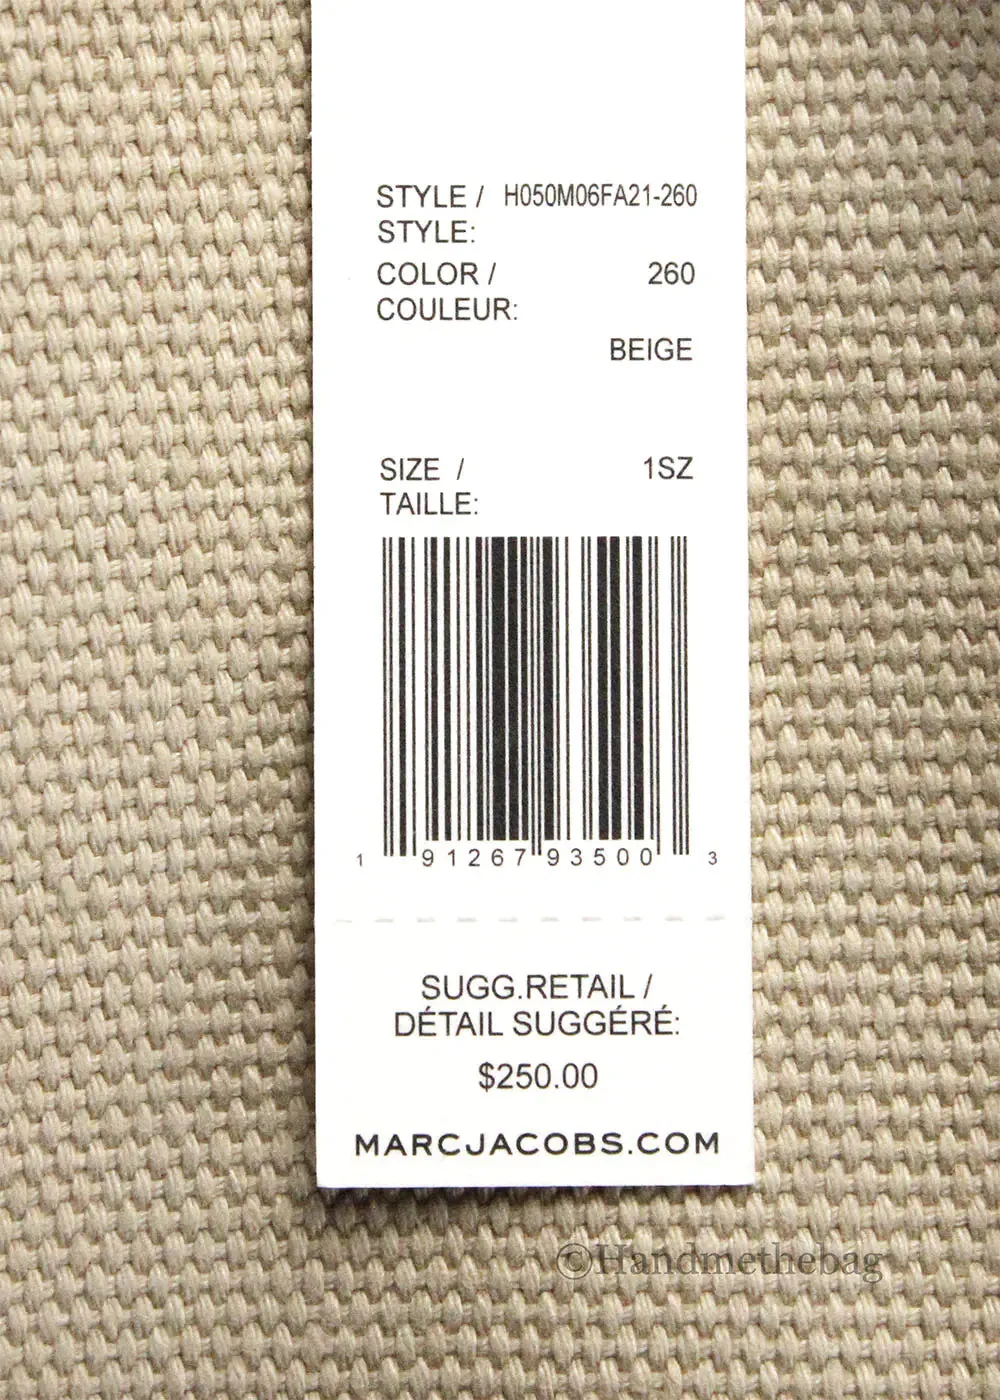 STYLE / H050M06FA21-260
STYLE:
COLOR / 260
COULEUR:
BEIGE
SIZE / 1SZ
TAILLE:
1 91267 93500 3
SUGG.RETAIL /
DÉTAIL SUGGÉRÉ:
$250.00
MARCJACOBS.COM
©Handmethebag